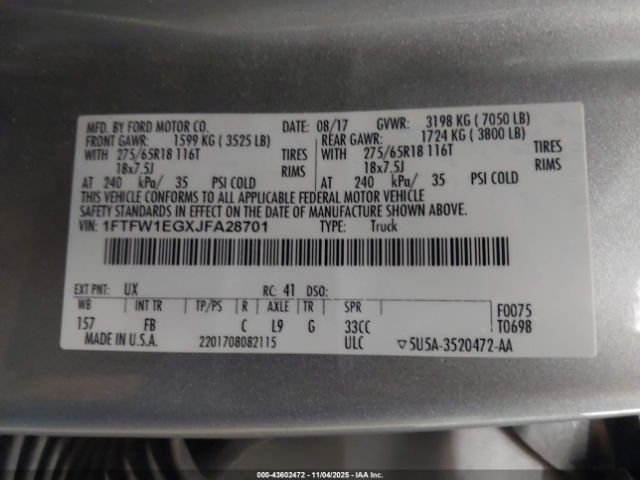 MFD. BY FORD MOTOR CO. DATE: 08/17 GVWR: 3198 KG ( 7050 LB)
FRONT GAWR: 1599 KG ( 3525 LB) REAR GAWR: 1724 KG ( 3800 LB)
WITH 275/65R18 116T TIRES WITH 275/65R18 116T TIRES
18x7.5J RIMS 18x7.5J RIMS
AT 240 kPa/ 35 PSI COLD AT 240 kPa/ 35 PSI COLD
THIS VEHICLE CONFORMS TO ALL APPLICABLE FEDERAL MOTOR VEHICLE
SAFETY STANDARDS IN EFFECT ON THE DATE OF MANUFACTURE SHOWN ABOVE.
VIN: 1FTFW1EGXJFA28701 TYPE: Truck
EXT PNT: UX RC: 41 DSO:
WB INT TR TP/PS R AXLE TR SPR F0075
157 FB C L9 G 33CC T0698
MADE IN U.S.A. 2201708082115 ULC ▽5U5A-3520472-AA
000-43602472 - 11/04/2025 - IAA Inc.